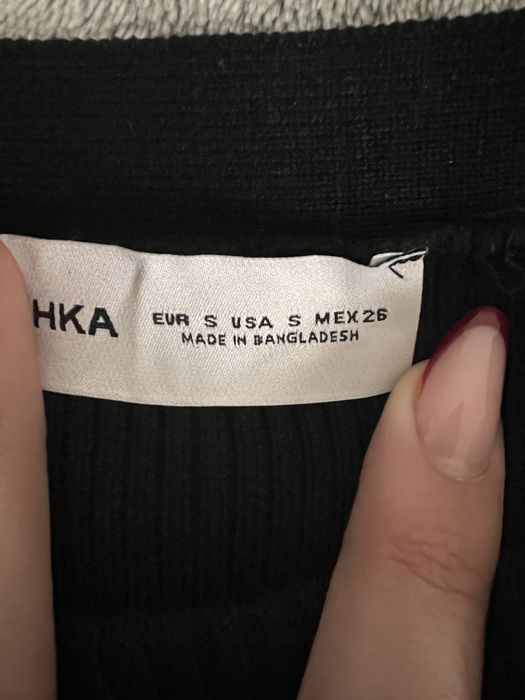 HKA
EUR S USA S MEX 26
MADE IN BANGLADESH